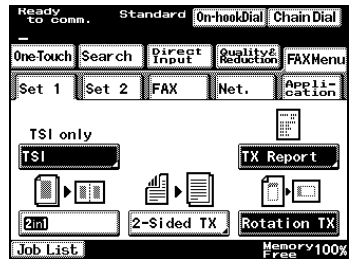 Ready to comm. Standard On-hookDial Chain Dial
One-Touch Search Direct Input Quality& Reduction FAXMenu
Set 1 Set 2 FAX Net. Appli-cation
TSI only
TSI TX Report
2in1 2-Sided TX Rotation TX
Job List Memory Free 100%